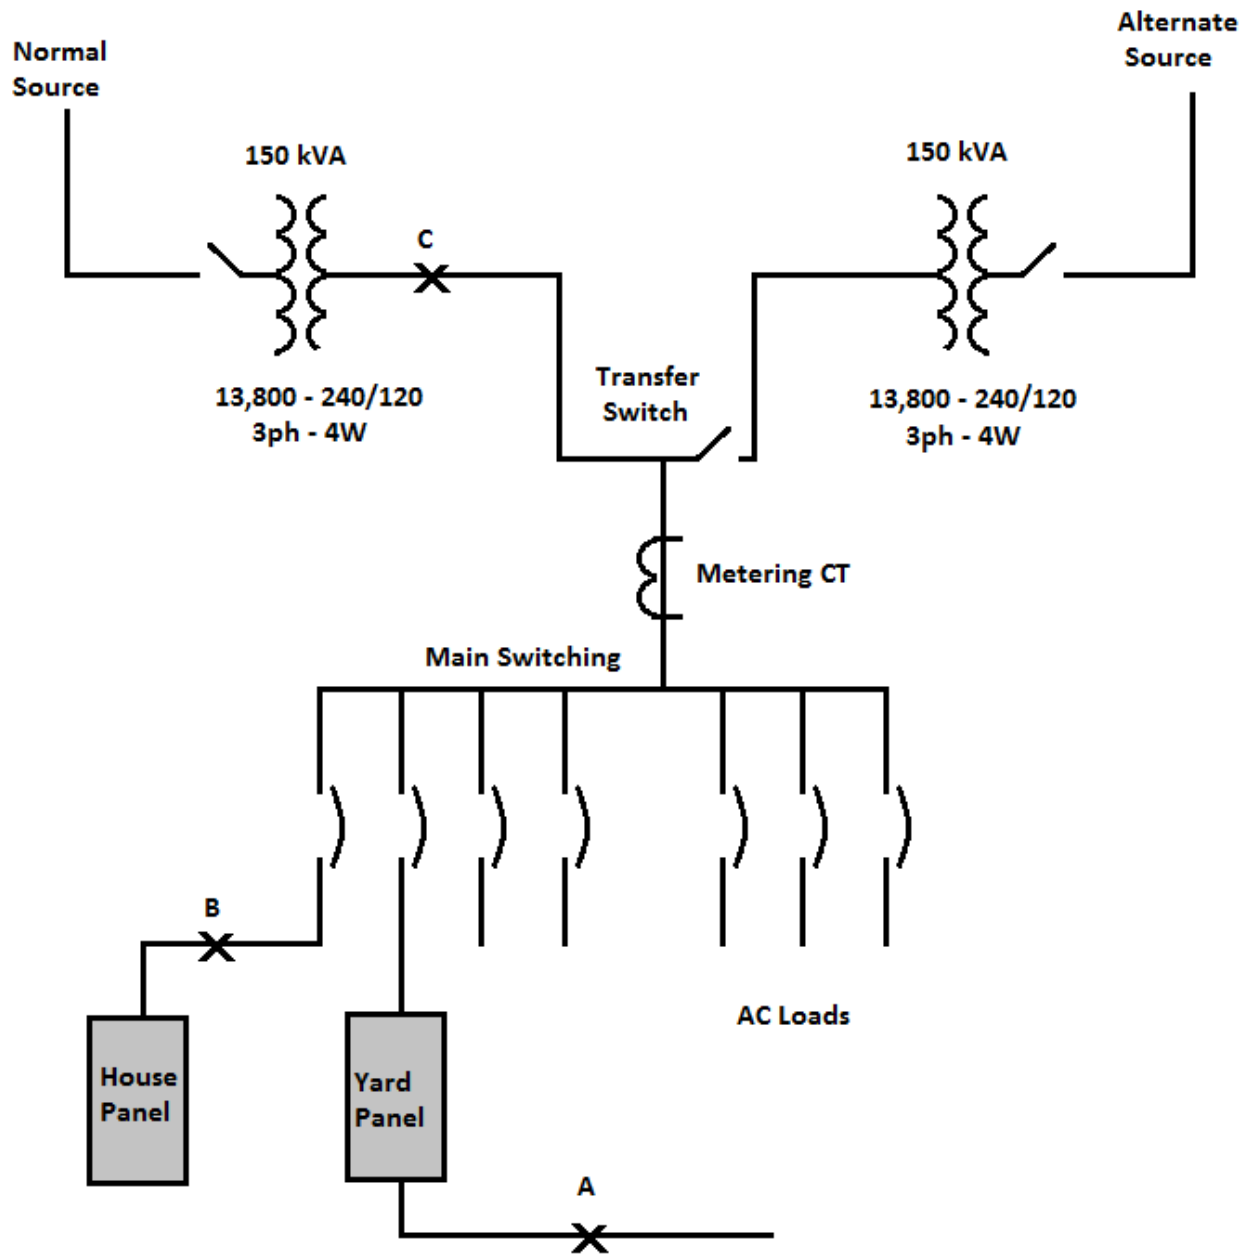 Normal
Source
Alternate
Source
150 kVA
150 kVA
C
13,800 - 240/120
3ph - 4W
Transfer
Switch
13,800 - 240/120
3ph - 4W
Metering CT
Main Switching
B
AC Loads
House
Panel
Yard
Panel
A